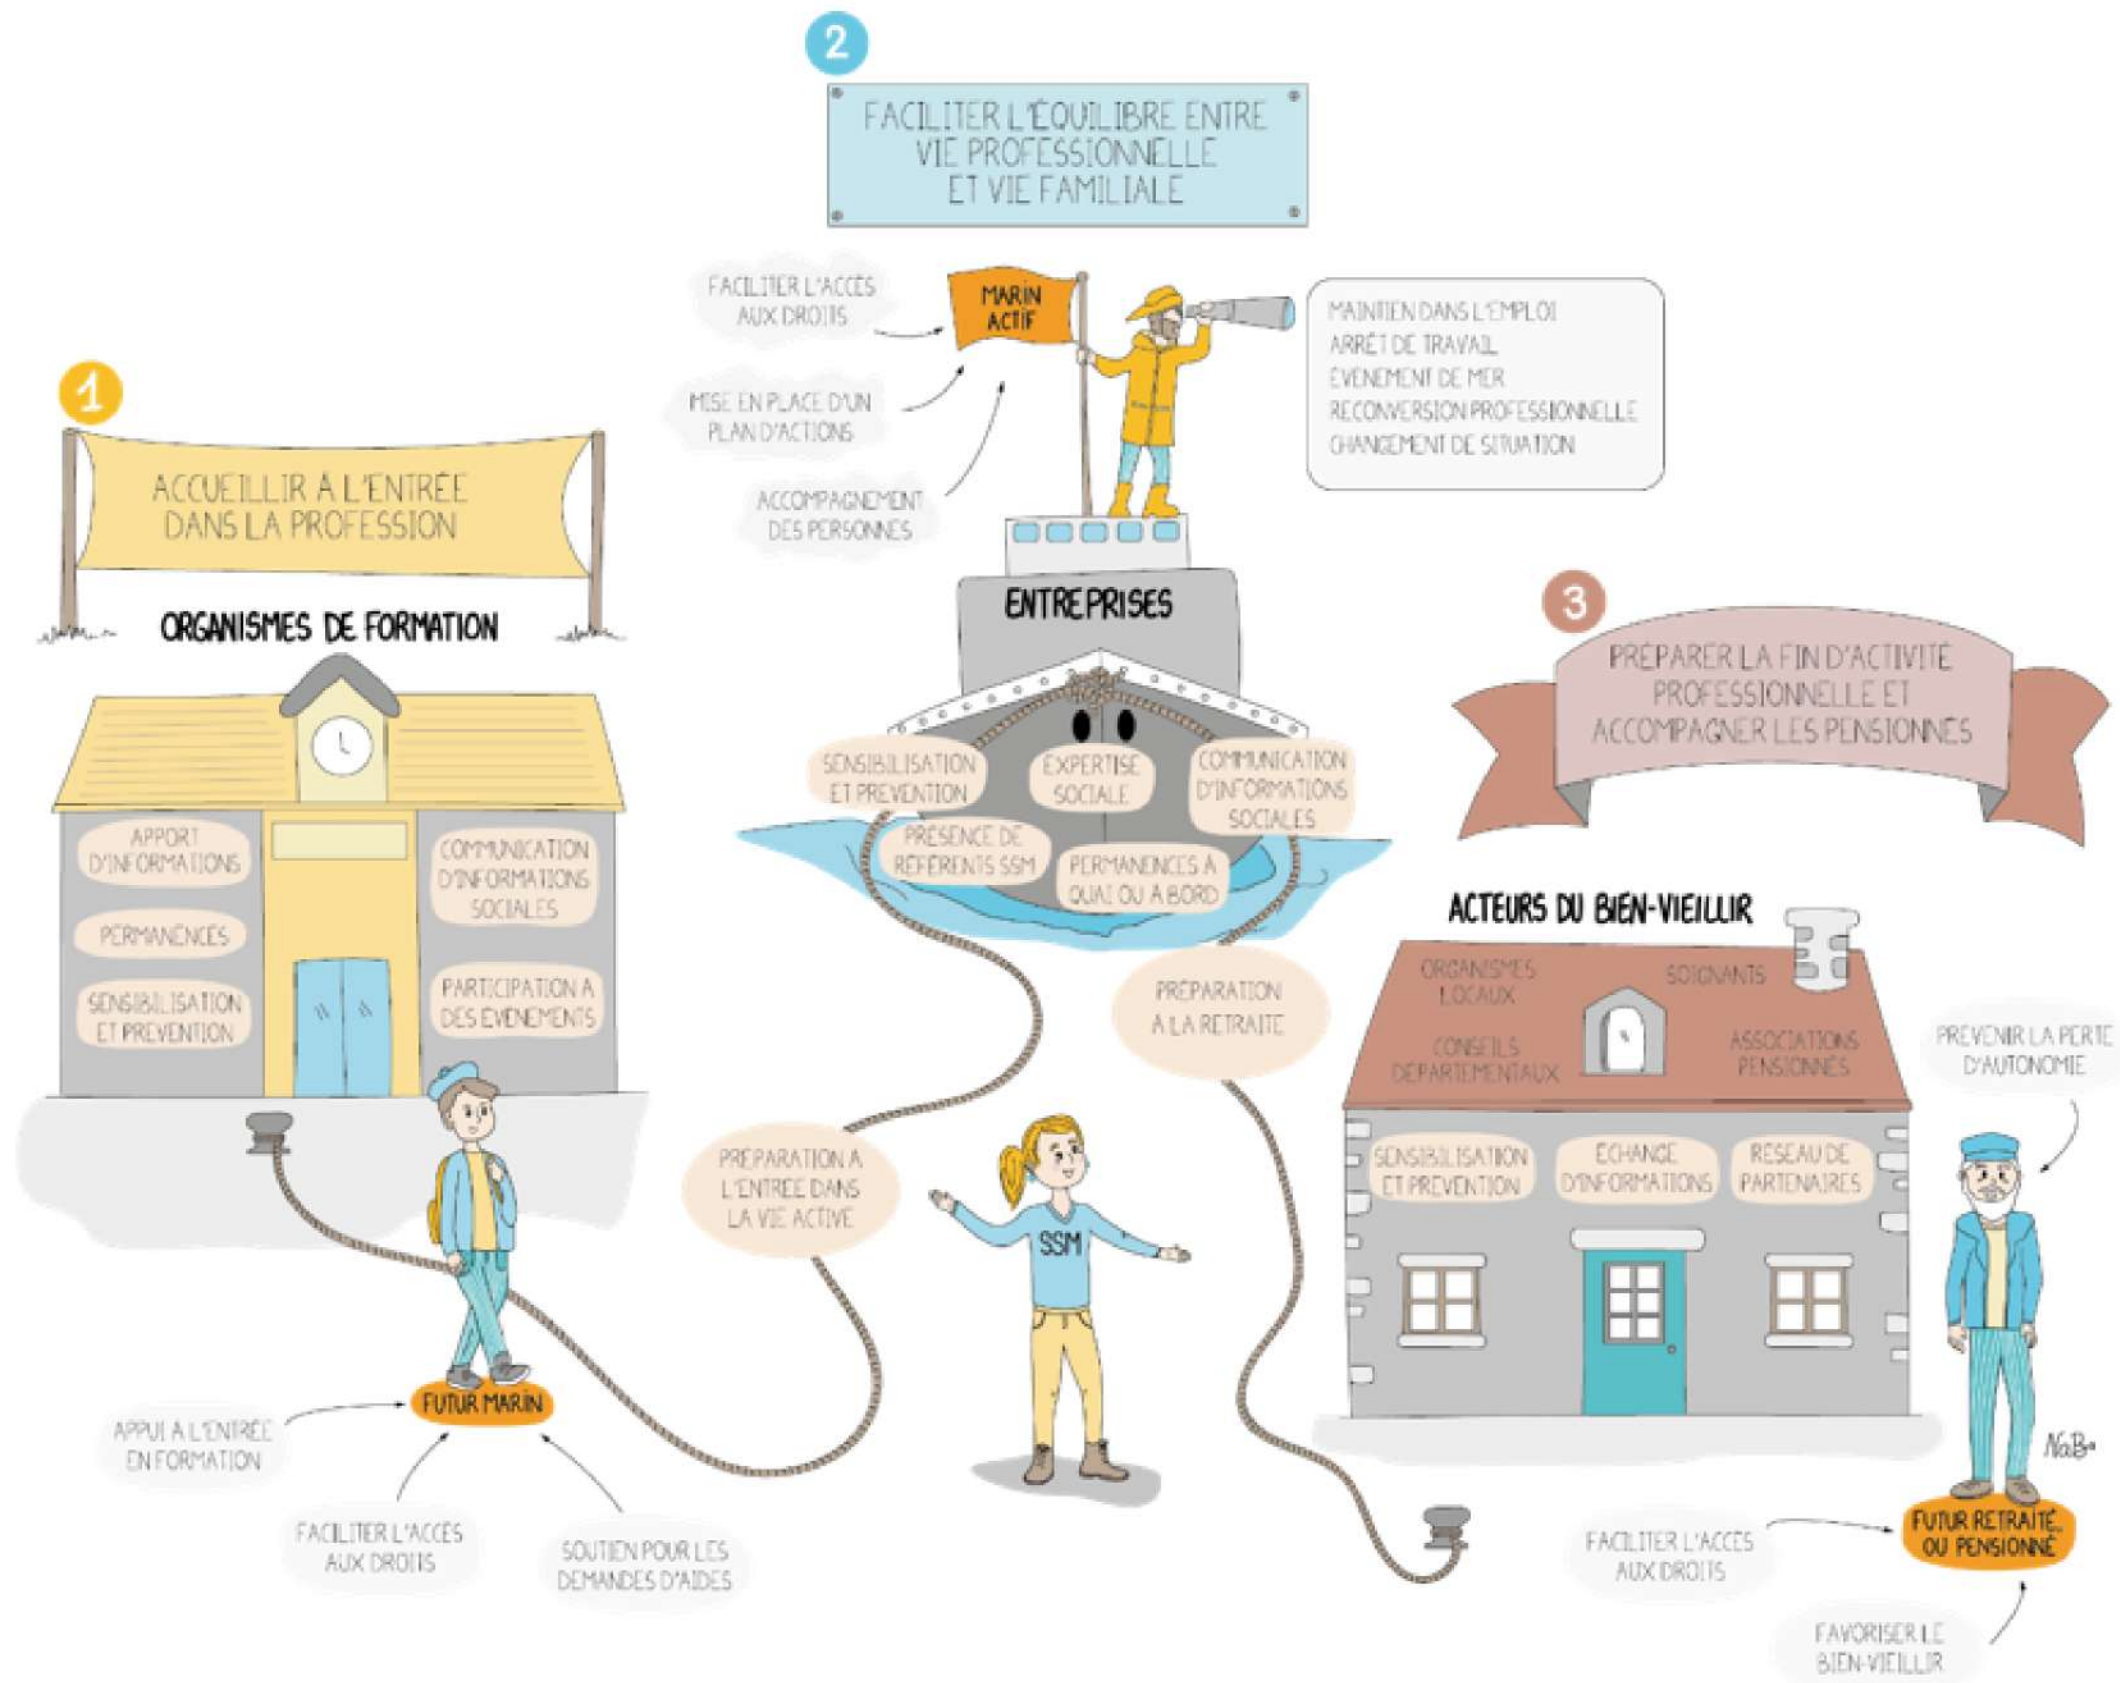 1
ACCUEILLIR À L'ENTRÉE
DANS LA PROFESSION
ORGANISMES DE FORMATION
APPORT
D'INFORMATIONS
PERMANENCES
SENSIBILISATION
ET PRÉVENTION
COMMUNICATION
D'INFORMATIONS
SOCIALES
PARTICIPATION À
DES ÉVÈNEMENTS
FUTUR MARIN
APPUI À L'ENTRÉE
EN FORMATION
FACILITER L'ACCÈS
AUX DROITS
SOUTIEN POUR LES
DEMANDES D'AIDES
PRÉPARATION À
L'ENTRÉE DANS
LA VIE ACTIVE
2
FACILITER L'ÉQUILIBRE ENTRE
VIE PROFESSIONNELLE
ET VIE FAMILIALE
FACILITER L'ACCÈS
AUX DROITS
MISE EN PLACE D'UN
PLAN D'ACTIONS
ACCOMPAGNEMENT
DES PERSONNES
MARIN
ACTIF
MAINTIEN DANS L'EMPLOI
ARRÊT DE TRAVAIL
ÉVÈNEMENT DE MER
RECONVERSION PROFESSIONNELLE
CHANGEMENT DE SITUATION
ENTREPRISES
SENSIBILISATION
ET PRÉVENTION
EXPERTISE
SOCIALE
COMMUNICATION
D'INFORMATIONS
SOCIALES
PRÉSENCE DE
RÉFÉRENTS SSM
PERMANENCES À
QUAI OU À BORD
PRÉPARATION
À LA RETRAITE
SSM
3
PRÉPARER LA FIN D'ACTIVITÉ
PROFESSIONNELLE ET
ACCOMPAGNER LES PENSIONNÉS
ACTEURS DU BIEN-VIEILLIR
ORGANISMES
LOCAUX
SOIGNANTS
CONSEILS
DÉPARTEMENTAUX
ASSOCIATIONS
PENSIONNÉS
SENSIBILISATION
ET PRÉVENTION
ÉCHANGE
D'INFORMATIONS
RÉSEAU DE
PARTENAIRES
PRÉVENIR LA PERTE
D'AUTONOMIE
FUTUR RETRAITÉ
OU PENSIONNÉ
FACILITER L'ACCÈS
AUX DROITS
FAVORISER LE
BIEN-VIEILLIR